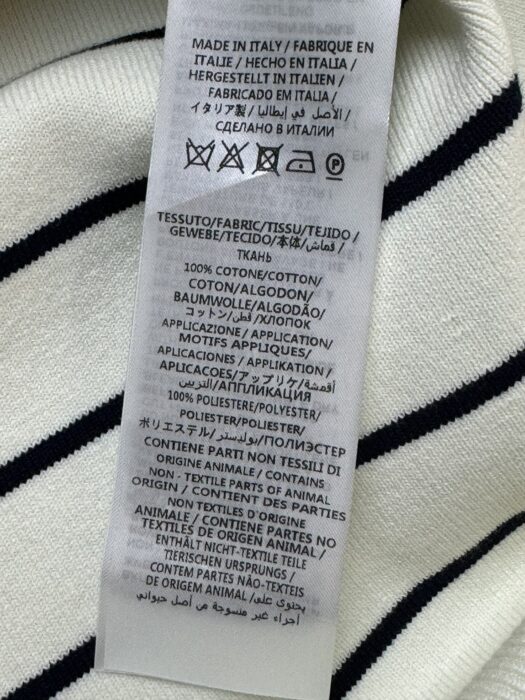 MADE IN ITALY / FABRIQUE EN
ITALIE / HECHO EN ITALIA /
HERGESTELLT IN ITALIEN /
FABRICADO EM ITALIA /
イタリア製 / الأصل في إيطاليا /
СДЕЛАНО В ИТАЛИИ
P
TESSUTO/FABRIC/TISSU/TEJIDO/
GEWEBE/TECIDO/本体/قماش/
ТКАНЬ
100% COTONE/COTTON/
COTON/ALGODON/
BAUMWOLLE/ALGODÃO/
コットン/قطن/ХЛОПОК
APPLICAZIONE / APPLICATION/
MOTIFS APPLIQUES/
APLICACIONES / APPLIKATION/
APLICACOES/アップリケ/أقمشة
التزيين/АППЛИКАЦИЯ
100% POLIESTERE/POLYESTER/
POLIESTER/POLYESTER/
ポリエステル/بوليستر/ПОЛИЭСТЕР
CONTIENE PARTI NON TESSILI DI
ORIGINE ANIMALE / CONTAINS
NON - TEXTILE PARTS OF ANIMAL
ORIGIN / CONTIENT DES PARTIES
NON TEXTILES D'ORIGINE
ANIMALE / CONTIENE PARTES NO
TEXTILES DE ORIGEN ANIMAL /
ENTHÄLT NICHT-TEXTILE TEILE
TIERISCHEN URSPRUNGS /
CONTEM PARTES NÃO-TEXTEIS
DE ORIGEM ANIMAL / يحتوي على
أجزاء غير منسوجة من أصل حيواني